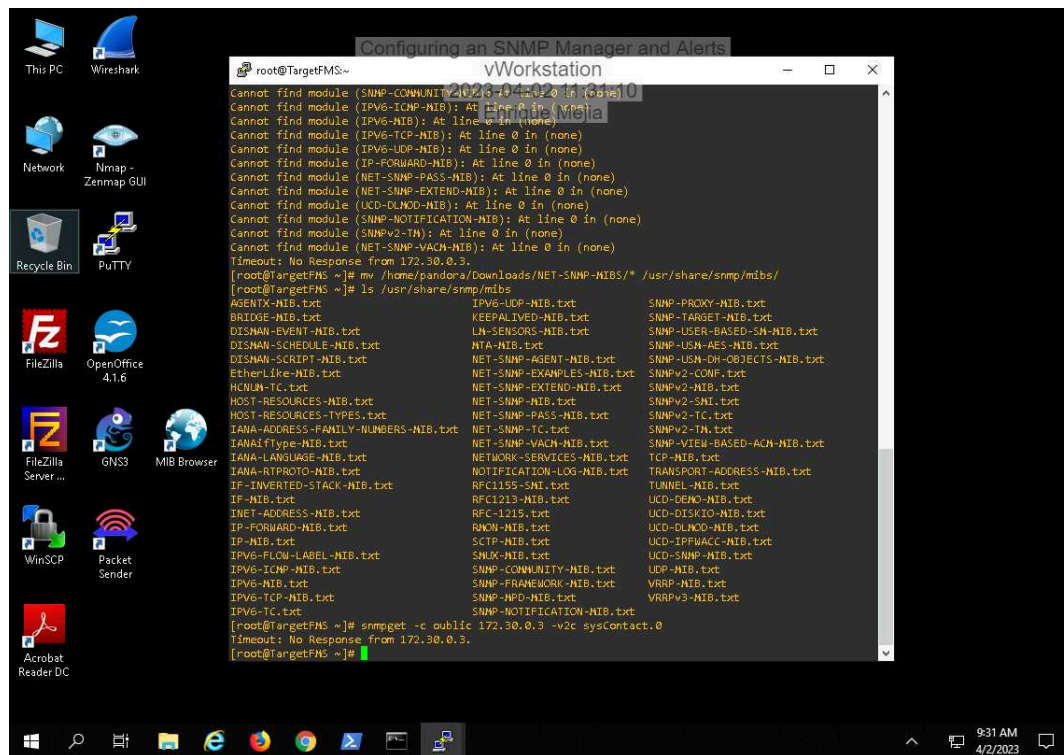 This PC
Wireshark
Network
Nmap -
Zenmap GUI
Recycle Bin
PuTTY
FileZilla
OpenOffice
4.1.6
FileZilla
Server ...
GNS3
MIB Browser
WinSCP
Packet
Sender
Acrobat
Reader DC
Configuring an SNMP Manager and Alerts
vWorkstation
2023-04-02 11:31:10
Enrique Mejia
root@TargetFMS:~
Cannot find module (SNMP-COMMUNITY-MIB): At line 0 in (none)
Cannot find module (IPV6-ICMP-MIB): At line 0 in (none)
Cannot find module (IPV6-MIB): At line 0 in (none)
Cannot find module (IPV6-TCP-MIB): At line 0 in (none)
Cannot find module (IPV6-UDP-MIB): At line 0 in (none)
Cannot find module (IP-FORWARD-MIB): At line 0 in (none)
Cannot find module (NET-SNMP-PASS-MIB): At line 0 in (none)
Cannot find module (NET-SNMP-EXTEND-MIB): At line 0 in (none)
Cannot find module (UCD-DLMOD-MIB): At line 0 in (none)
Cannot find module (SNMP-NOTIFICATION-MIB): At line 0 in (none)
Cannot find module (SNMPv2-TM): At line 0 in (none)
Cannot find module (NET-SNMP-VACM-MIB): At line 0 in (none)
Timeout: No Response from 172.30.0.3.
[root@TargetFMS ~]# mv /home/pandora/Downloads/NET-SNMP-MIBS/* /usr/share/snmp/mibs/
[root@TargetFMS ~]# ls /usr/share/snmp/mibs
AGENTX-MIB.txt IPV6-UDP-MIB.txt SNMP-PROXY-MIB.txt
BRIDGE-MIB.txt KEEPALIVED-MIB.txt SNMP-TARGET-MIB.txt
DISMAN-EVENT-MIB.txt LM-SENSORS-MIB.txt SNMP-USER-BASED-SM-MIB.txt
DISMAN-SCHEDULE-MIB.txt MTA-MIB.txt SNMP-USM-AES-MIB.txt
DISMAN-SCRIPT-MIB.txt NET-SNMP-AGENT-MIB.txt SNMP-USM-DH-OBJECTS-MIB.txt
EtherLike-MIB.txt NET-SNMP-EXAMPLES-MIB.txt SNMPv2-CONF.txt
HCNUM-TC.txt NET-SNMP-EXTEND-MIB.txt SNMPv2-MIB.txt
HOST-RESOURCES-MIB.txt NET-SNMP-MIB.txt SNMPv2-SMI.txt
HOST-RESOURCES-TYPES.txt NET-SNMP-PASS-MIB.txt SNMPv2-TC.txt
IANA-ADDRESS-FAMILY-NUMBERS-MIB.txt NET-SNMP-TC.txt SNMPv2-TM.txt
IANAifType-MIB.txt NET-SNMP-VACM-MIB.txt SNMP-VIEW-BASED-ACM-MIB.txt
IANA-LANGUAGE-MIB.txt NETWORK-SERVICES-MIB.txt TCP-MIB.txt
IANA-RTPROTO-MIB.txt NOTIFICATION-LOG-MIB.txt TRANSPORT-ADDRESS-MIB.txt
IF-INVERTED-STACK-MIB.txt RFC1155-SMI.txt TUNNEL-MIB.txt
IF-MIB.txt RFC1213-MIB.txt UCD-DEMO-MIB.txt
INET-ADDRESS-MIB.txt RFC-1215.txt UCD-DISKIO-MIB.txt
IP-FORWARD-MIB.txt RMON-MIB.txt UCD-DLMOD-MIB.txt
IP-MIB.txt SCTP-MIB.txt UCD-IPFWACC-MIB.txt
IPV6-FLOW-LABEL-MIB.txt SMUX-MIB.txt UCD-SNMP-MIB.txt
IPV6-ICMP-MIB.txt SNMP-COMMUNITY-MIB.txt UDP-MIB.txt
IPV6-MIB.txt SNMP-FRAMEWORK-MIB.txt VRRP-MIB.txt
IPV6-TCP-MIB.txt SNMP-MPD-MIB.txt VRRPv3-MIB.txt
IPV6-TC.txt SNMP-NOTIFICATION-MIB.txt
[root@TargetFMS ~]# snmpget -c oublic 172.30.0.3 -v2c sysContact.0
Timeout: No Response from 172.30.0.3.
[root@TargetFMS ~]#
9:31 AM
4/2/2023